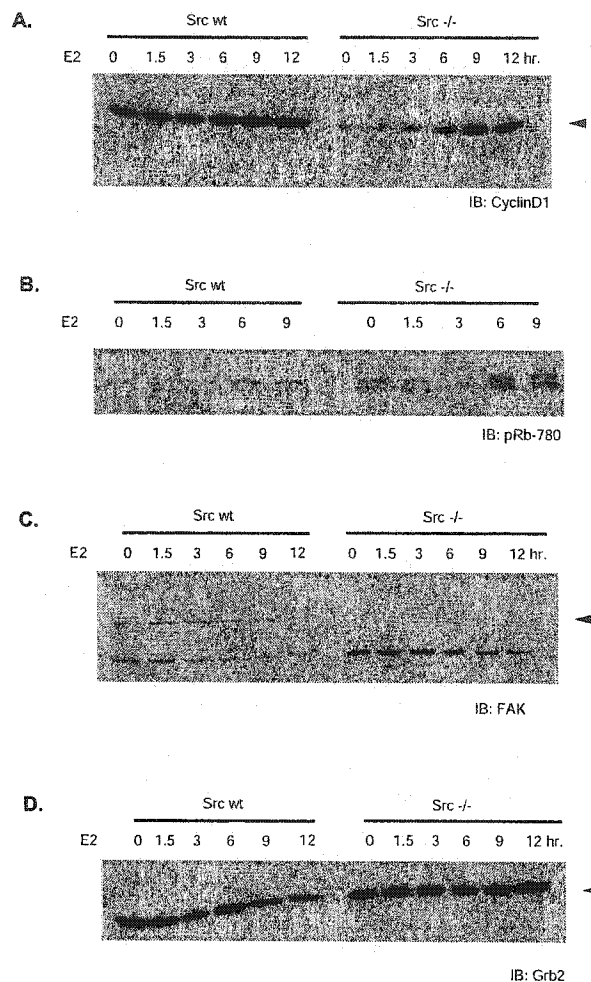 A.
Src wt Src -/-
E2 0 1.5 3 6 9 12 0 1.5 3 6 9 12 hr.
IB: CyclinD1
B.
Src wt Src -/-
E2 0 1.5 3 6 9 0 1.5 3 6 9
IB: pRb-780
C.
Src wt Src -/-
E2 0 1.5 3 6 9 12 0 1.5 3 6 9 12 hr.
IB: FAK
D.
Src wt Src -/-
E2 0 1.5 3 6 9 12 0 1.5 3 6 9 12 hr.
IB: Grb2